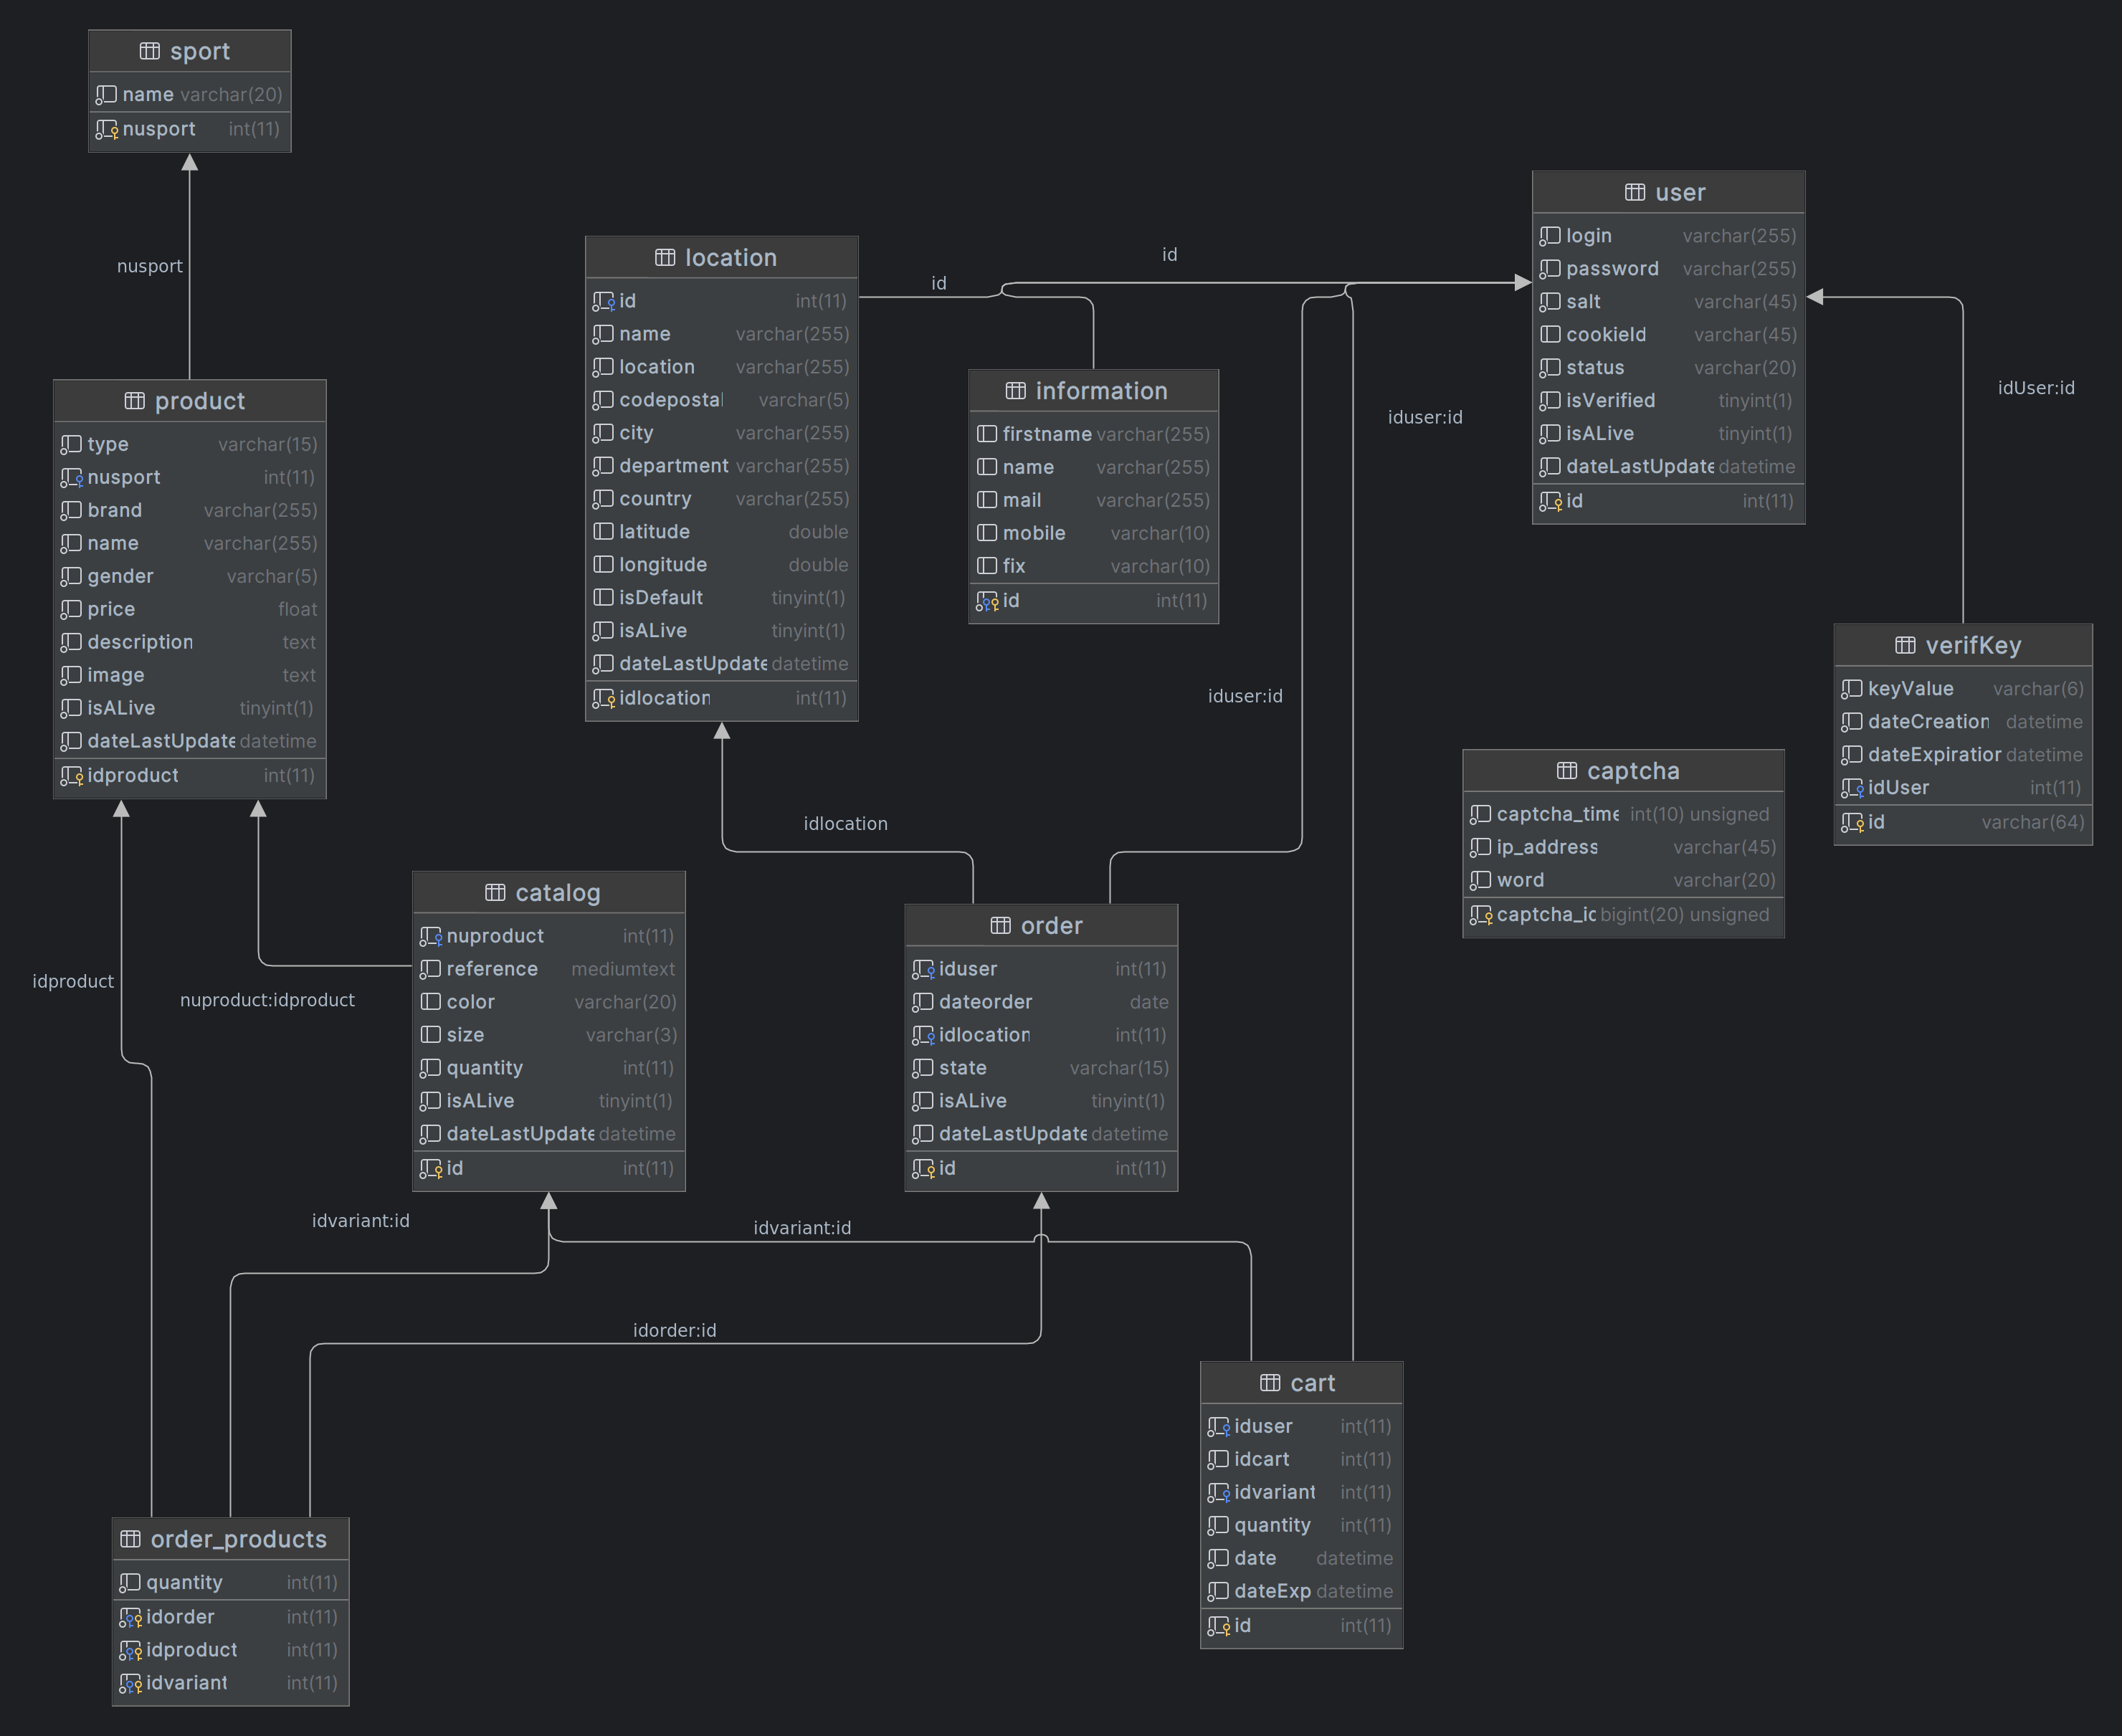 sport
name varchar(20)
nusport int(11)
nusport
product
type varchar(15)
nusport int(11)
brand varchar(255)
name varchar(255)
gender varchar(5)
price float
description text
image text
isALive tinyint(1)
dateLastUpdate datetime
idproduct int(11)
location
id int(11)
name varchar(255)
location varchar(255)
codepostal varchar(5)
city varchar(255)
department varchar(255)
country varchar(255)
latitude double
longitude double
isDefault tinyint(1)
isALive tinyint(1)
dateLastUpdate datetime
idlocation int(11)
id
id
information
firstname varchar(255)
name varchar(255)
mail varchar(255)
mobile varchar(10)
fix varchar(10)
id int(11)
user
login varchar(255)
password varchar(255)
salt varchar(45)
cookieId varchar(45)
status varchar(20)
isVerified tinyint(1)
isALive tinyint(1)
dateLastUpdate datetime
id int(11)
iduser:id
idUser:id
iduser:id
verifKey
keyValue varchar(6)
dateCreation datetime
dateExpiration datetime
idUser int(11)
id varchar(64)
captcha
captcha_time int(10) unsigned
ip_address varchar(45)
word varchar(20)
captcha_id bigint(20) unsigned
idlocation
idproduct
nuproduct:idproduct
catalog
nuproduct int(11)
reference mediumtext
color varchar(20)
size varchar(3)
quantity int(11)
isALive tinyint(1)
dateLastUpdate datetime
id int(11)
order
iduser int(11)
dateorder date
idlocation int(11)
state varchar(15)
isALive tinyint(1)
dateLastUpdate datetime
id int(11)
idvariant:id
idvariant:id
idorder:id
cart
iduser int(11)
idcart int(11)
idvariant int(11)
quantity int(11)
date datetime
dateExp datetime
id int(11)
order_products
quantity int(11)
idorder int(11)
idproduct int(11)
idvariant int(11)